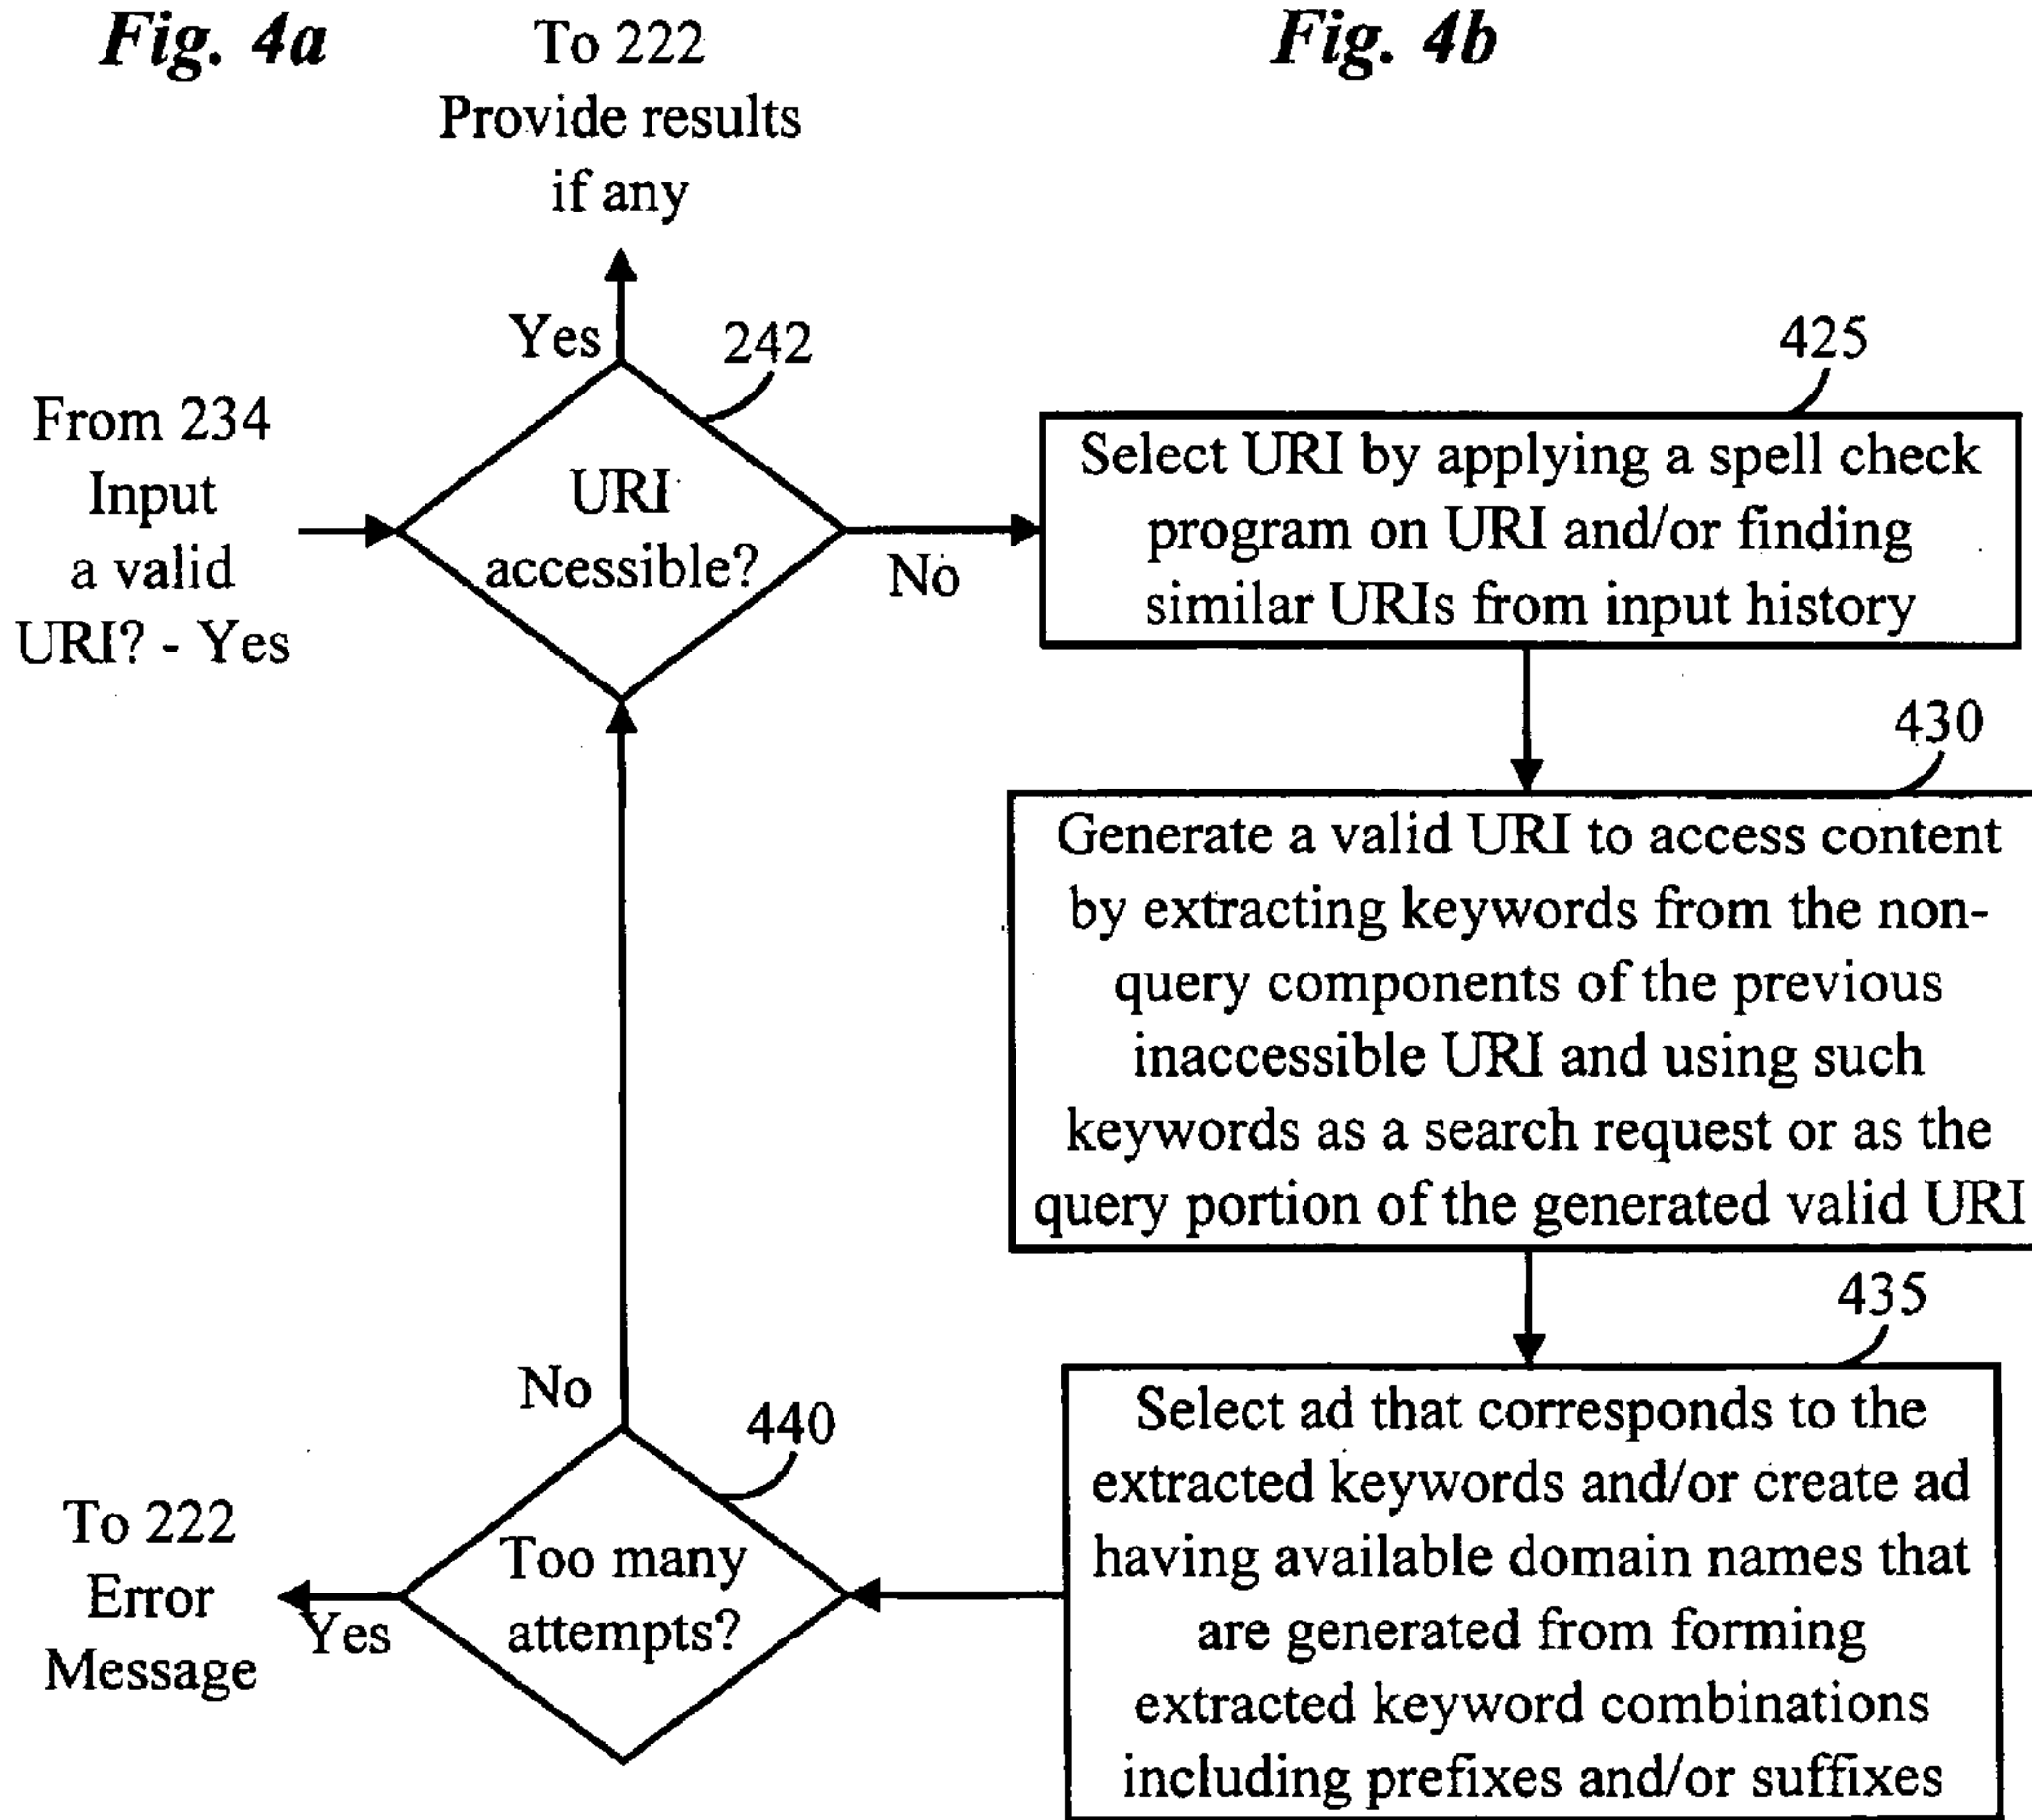 Fig. 4a
Fig. 4b
To 222
Provide results
if any
Yes
242
From 234
Input
a valid
URI? - Yes
URI
accessible?
No
425
Select URI by applying a spell check
program on URI and/or finding
similar URIs from input history
430
Generate a valid URI to access content
by extracting keywords from the non-
query components of the previous
inaccessible URI and using such
keywords as a search request or as the
query portion of the generated valid URI
435
Select ad that corresponds to the
extracted keywords and/or create ad
having available domain names that
are generated from forming
extracted keyword combinations
including prefixes and/or suffixes
No
440
Too many
attempts?
Yes
To 222
Error
Message